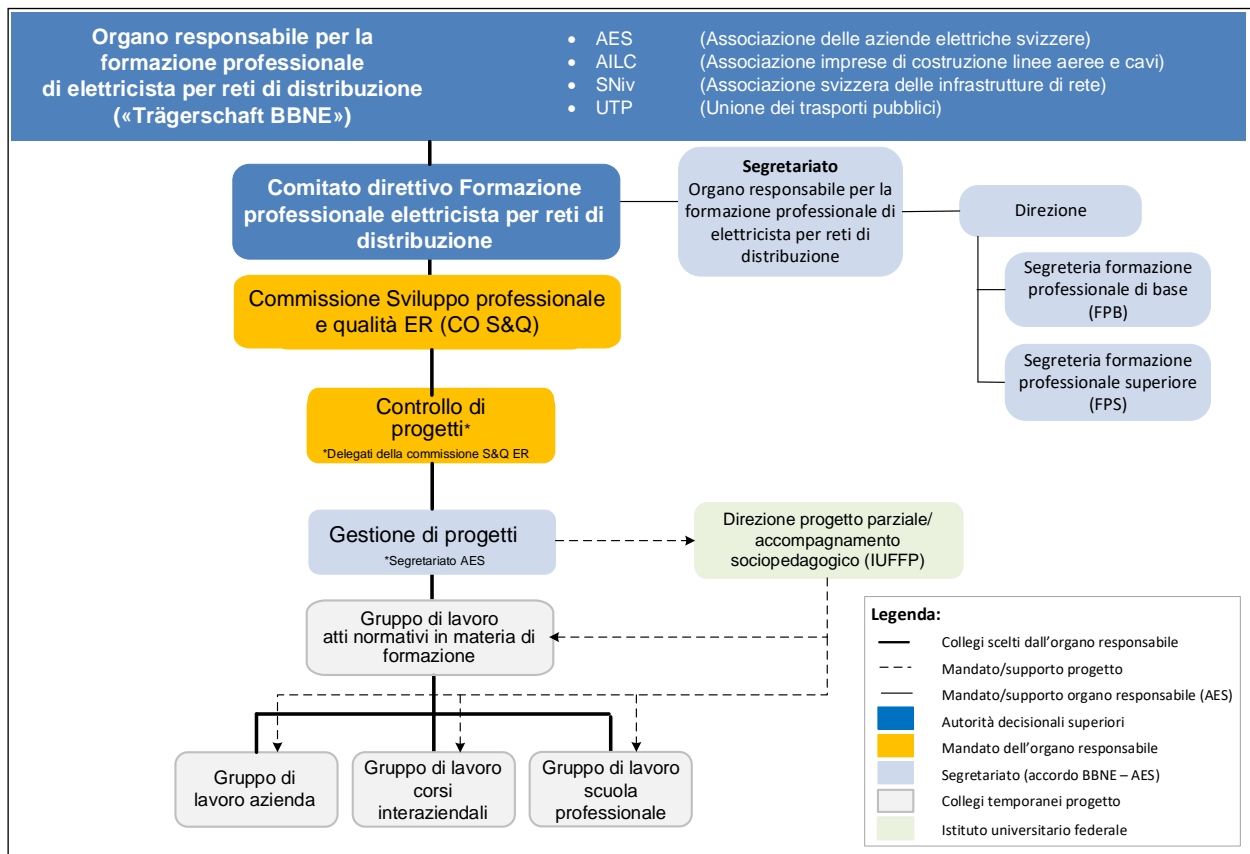 Organo responsabile per la
formazione professionale
di elettricista per reti di distribuzione
(«Trägerschaft BBNE»)
• AES (Associazione delle aziende elettriche svizzere)
• AILC (Associazione imprese di costruzione linee aeree e cavi)
• SNiv (Associazione svizzera delle infrastrutture di rete)
• UTP (Unione dei trasporti pubblici)
Comitato direttivo Formazione
professionale elettricista per reti di
distribuzione
Segretariato
Organo responsabile per la
formazione professionale di
elettricista per reti di
distribuzione
Direzione
Segreteria formazione
professionale di base
(FPB)
Segreteria formazione
professionale superiore
(FPS)
Commissione Sviluppo professionale
e qualità ER (CO S&Q)
Controllo di
progetti*
*Delegati della commissione S&Q ER
Gestione di progetti
*Segretariato AES
Direzione progetto parziale/
accompagnamento
sociopedagogico (IUFFP)
Gruppo di lavoro
atti normativi in materia di
formazione
Gruppo di
lavoro azienda
Gruppo di lavoro
corsi
interaziendali
Gruppo di lavoro
scuola
professionale
Legenda:
Collegi scelti dall'organo responsabile
Mandato/supporto progetto
Mandato/supporto organo responsabile (AES)
Autorità decisionali superiori
Mandato dell'organo responsabile
Segretariato (accordo BBNE – AES)
Collegi temporanei progetto
Istituto universitario federale